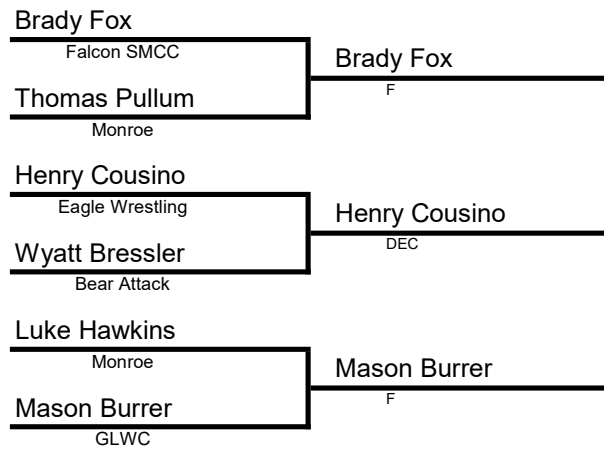 Brady Fox
Falcon SMCC
Brady Fox
F
Thomas Pullum
Monroe
Henry Cousino
Eagle Wrestling
Henry Cousino
DEC
Wyatt Bressler
Bear Attack
Luke Hawkins
Monroe
Mason Burrer
F
Mason Burrer
GLWC